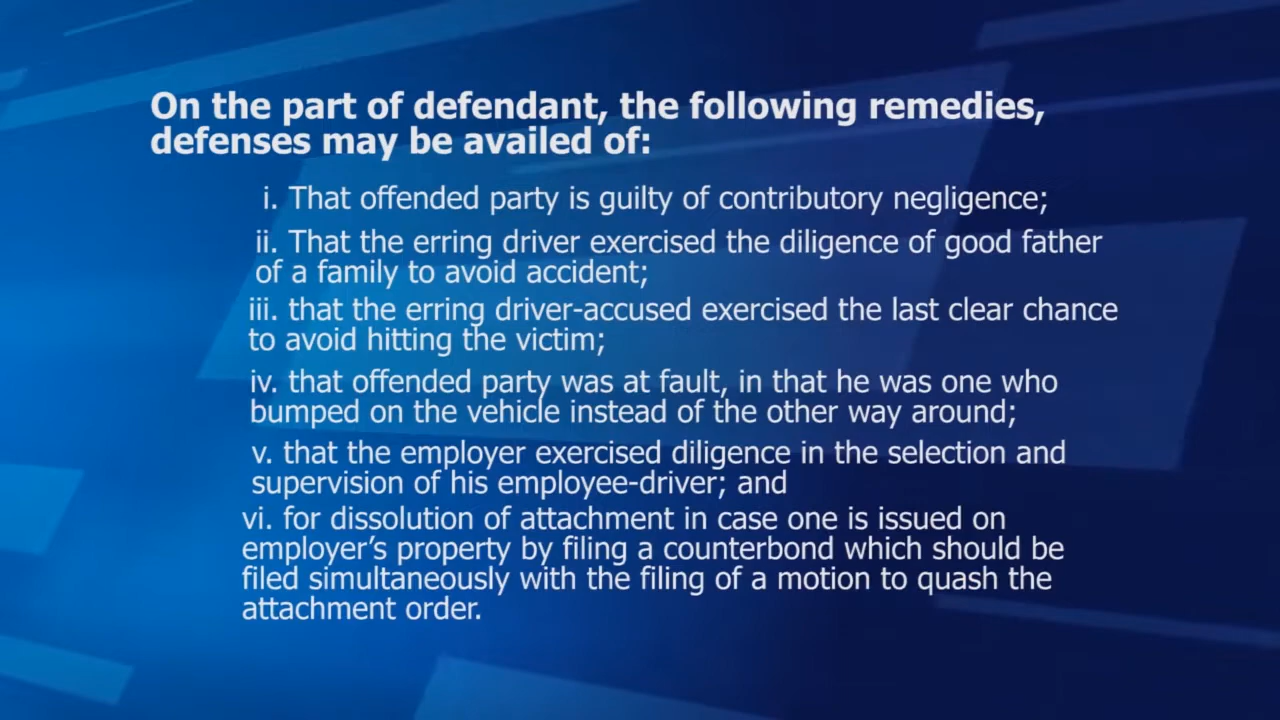 On the part of defendant, the following remedies,
defenses may be availed of:
i. That offended party is guilty of contributory negligence;
ii. That the erring driver exercised the diligence of good father
of a family to avoid accident;
iii. that the erring driver-accused exercised the last clear chance
to avoid hitting the victim;
iv. that offended party was at fault, in that he was one who
bumped on the vehicle instead of the other way around;
v. that the employer exercised diligence in the selection and
supervision of his employee-driver; and
vi. for dissolution of attachment in case one is issued on
employer’s property by filing a counterbond which should be
filed simultaneously with the filing of a motion to quash the
attachment order.